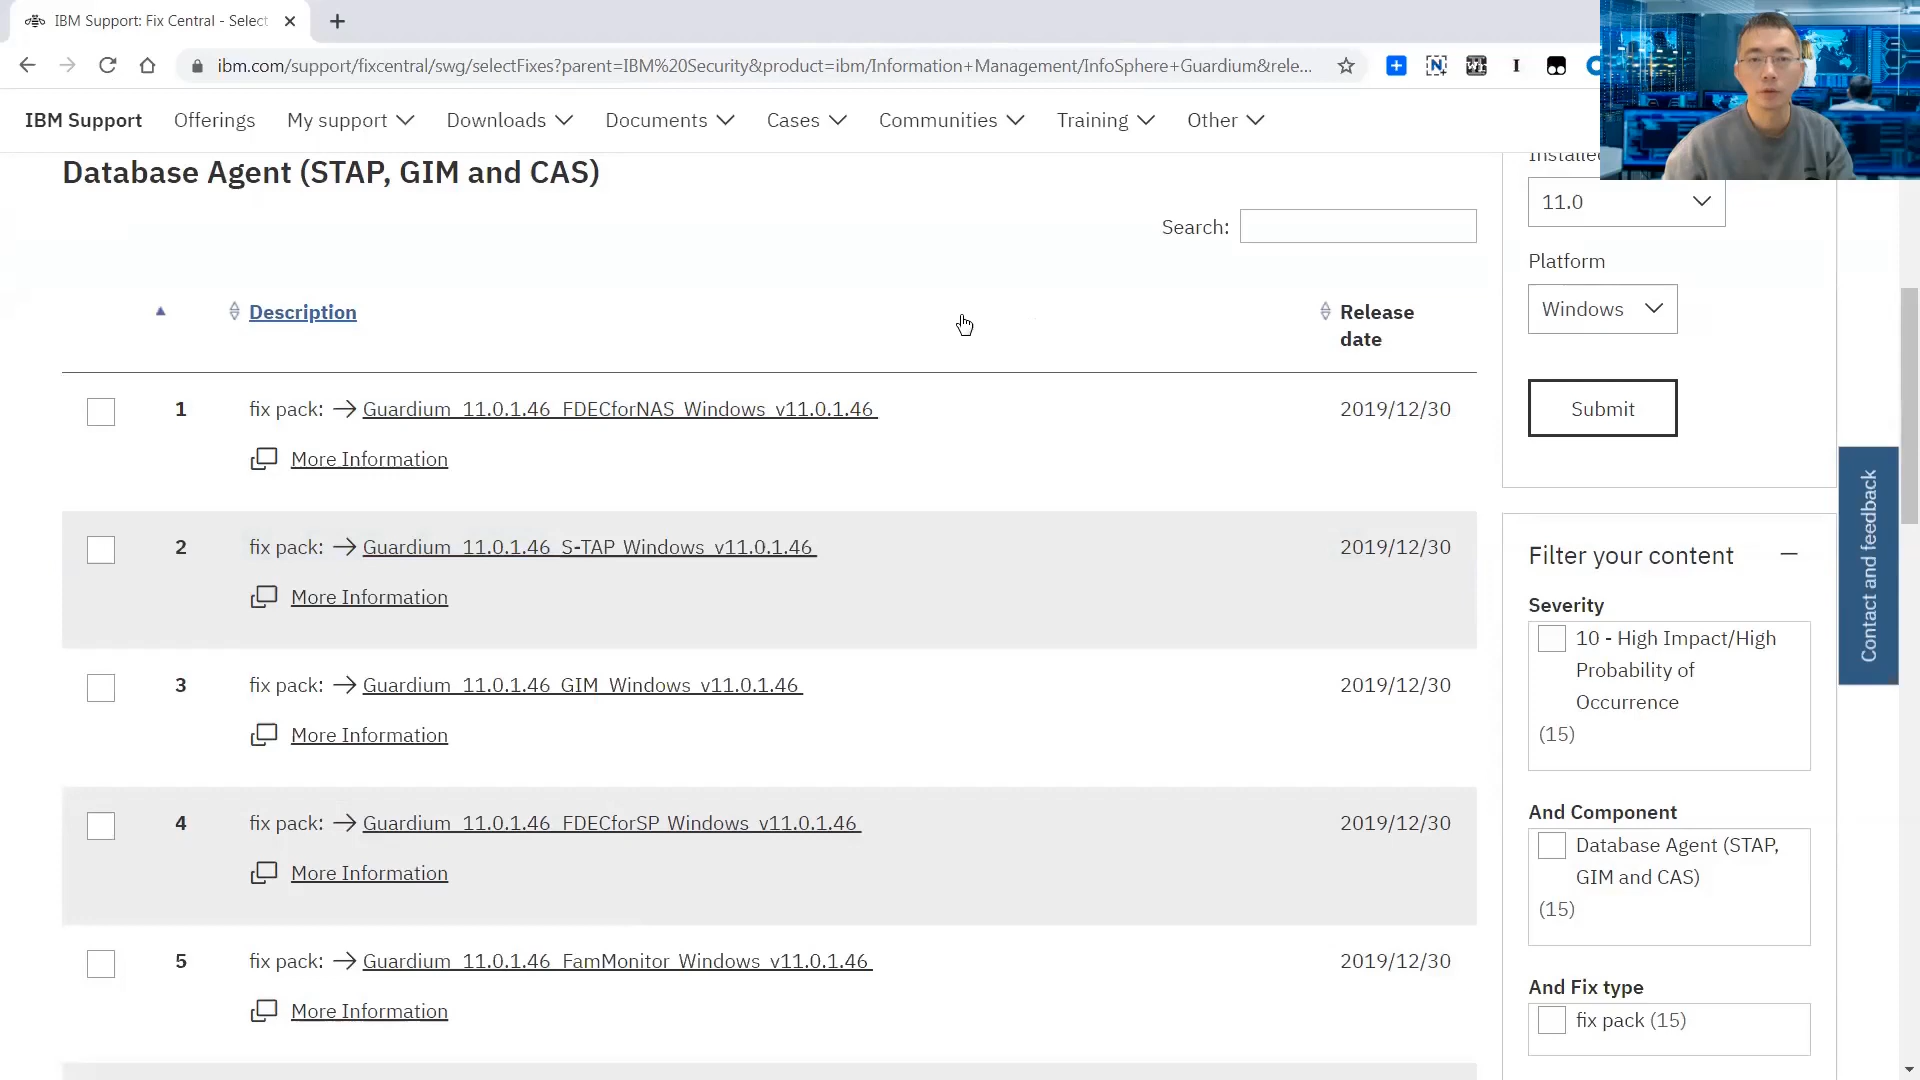 IBM Support: Fix Central - Select
ibm.com/support/fixcentral/swg/selectFixes?parent=IBM%20Security&product=ibm/Information+Management/InfoSphere+Guardium&rele...
IBM Support Offerings My support Downloads Documents Cases Communities Training Other
Database Agent (STAP, GIM and CAS)
Search:
Description
Release
date
1 fix pack: → Guardium_11.0.1.46_FDECforNAS_Windows_v11.0.1.46 2019/12/30
More Information
2 fix pack: → Guardium_11.0.1.46_S-TAP_Windows_v11.0.1.46 2019/12/30
More Information
3 fix pack: → Guardium_11.0.1.46_GIM_Windows_v11.0.1.46 2019/12/30
More Information
4 fix pack: → Guardium_11.0.1.46_FDECforSP_Windows_v11.0.1.46 2019/12/30
More Information
5 fix pack: → Guardium_11.0.1.46_FamMonitor_Windows_v11.0.1.46 2019/12/30
More Information
11.0
Platform
Windows
Submit
Filter your content
Severity
10 - High Impact/High
Probability of
Occurrence
(15)
And Component
Database Agent (STAP,
GIM and CAS)
(15)
And Fix type
fix pack (15)
Contact and feedback